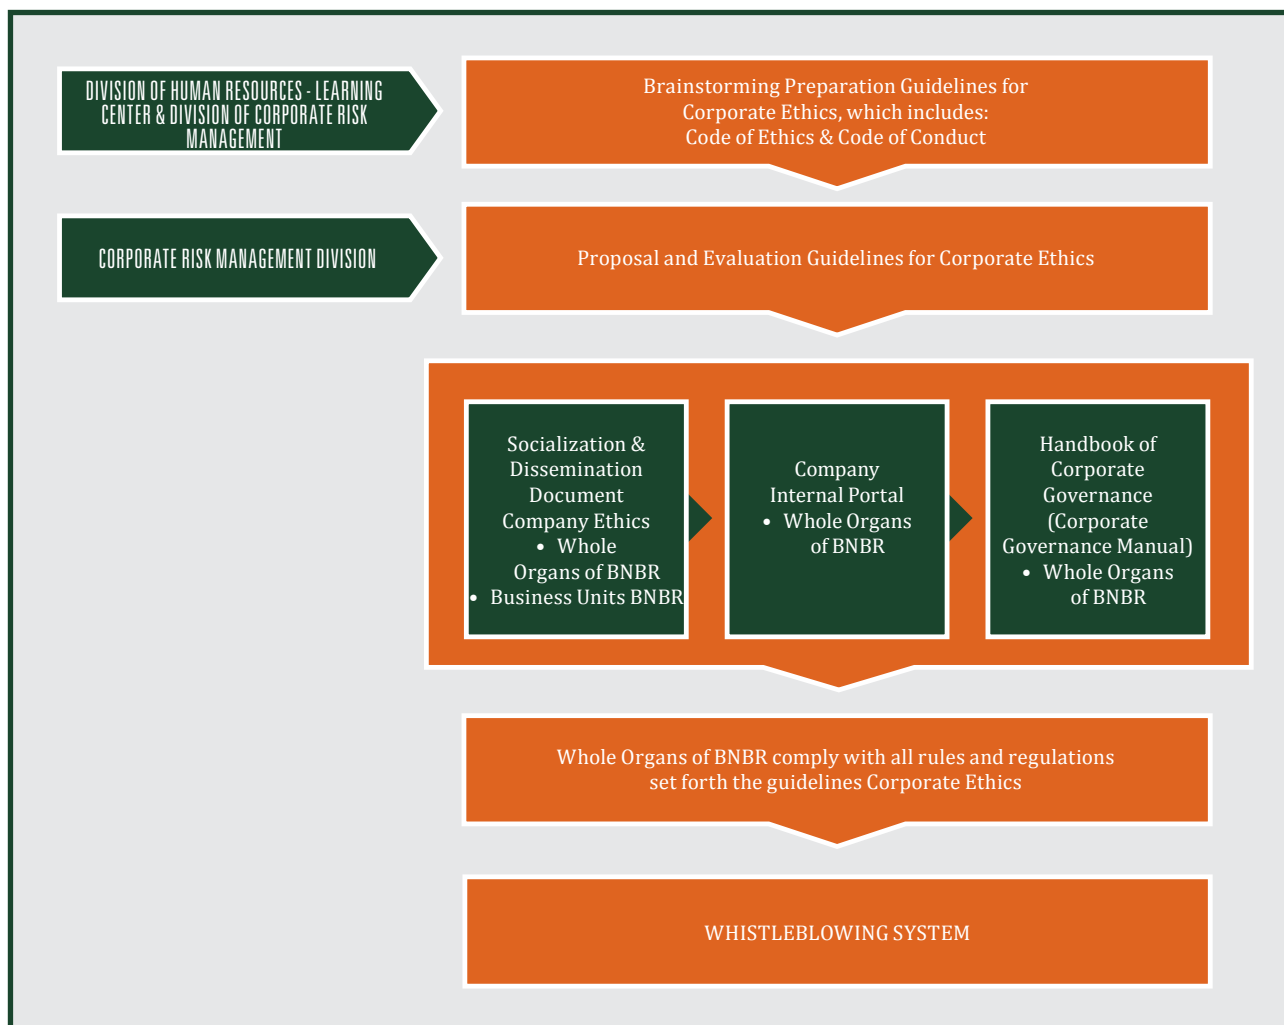 DIVISION OF HUMAN RESOURCES - LEARNING
CENTER & DIVISION OF CORPORATE RISK
MANAGEMENT
Brainstorming Preparation Guidelines for
Corporate Ethics, which includes:
Code of Ethics & Code of Conduct
CORPORATE RISK MANAGEMENT DIVISION
Proposal and Evaluation Guidelines for Corporate Ethics
Socialization &
Dissemination
Document
Company Ethics
• Whole
Organs of BNBR
• Business Units BNBR
Company
Internal Portal
• Whole Organs
of BNBR
Handbook of
Corporate
Governance
(Corporate
Governance Manual)
• Whole Organs
of BNBR
Whole Organs of BNBR comply with all rules and regulations
set forth the guidelines Corporate Ethics
WHISTLEBLOWING SYSTEM